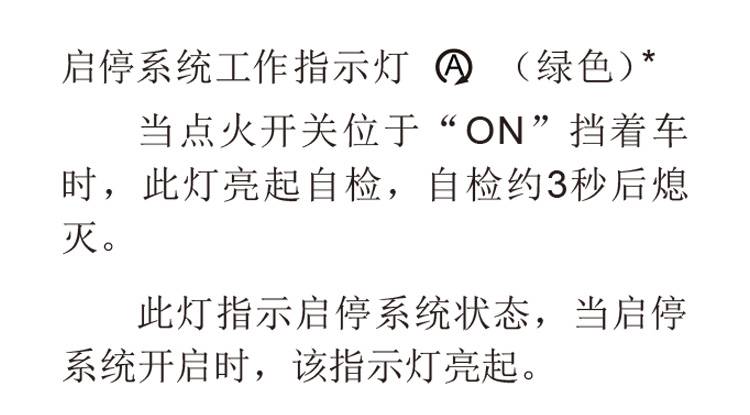 启停系统工作指示灯 Ⓐ （绿色）*
当点火开关位于“ON”挡着车
时，此灯亮起自检，自检约3秒后熄
灭。
此灯指示启停系统状态，当启停
系统开启时，该指示灯亮起。